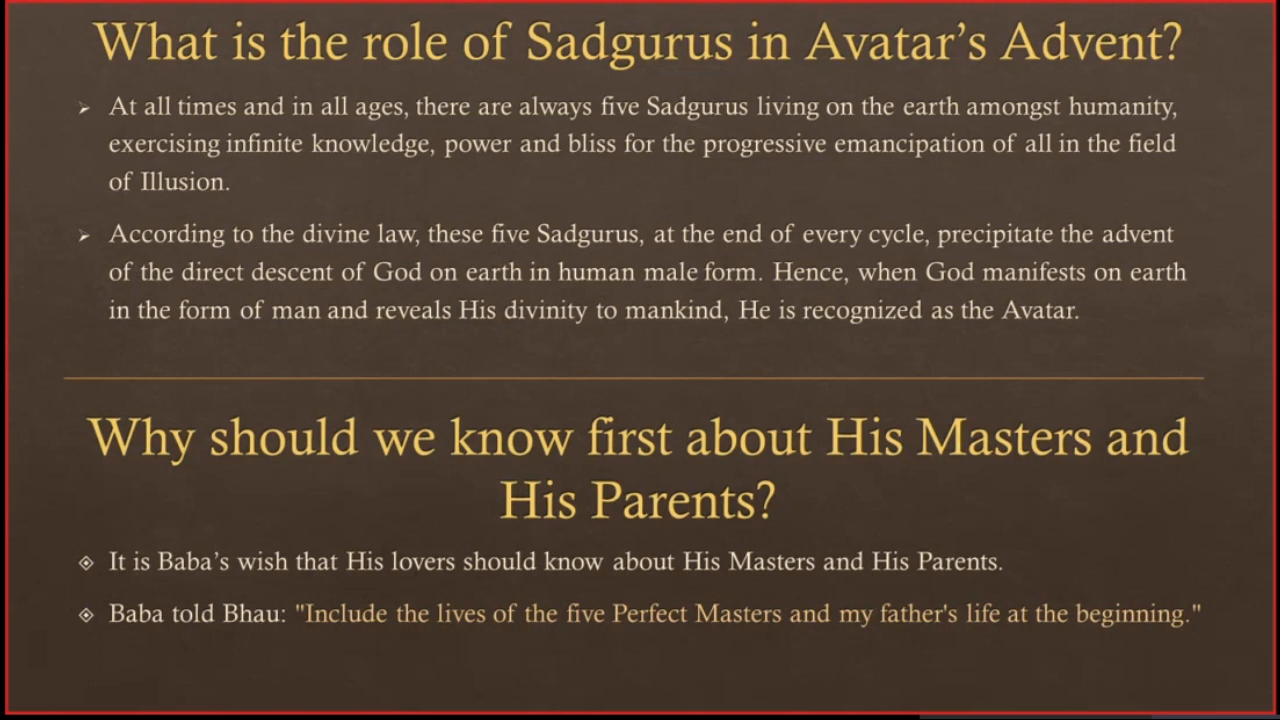 What is the role of Sadgurus in Avatar’s Advent?
At all times and in all ages, there are always five Sadgurus living on the earth amongst humanity,
exercising infinite knowledge, power and bliss for the progressive emancipation of all in the field
of Illusion.
According to the divine law, these five Sadgurus, at the end of every cycle, precipitate the advent
of the direct descent of God on earth in human male form. Hence, when God manifests on earth
in the form of man and reveals His divinity to mankind, He is recognized as the Avatar.
Why should we know first about His Masters and
His Parents?
It is Baba’s wish that His lovers should know about His Masters and His Parents.
Baba told Bhau: "Include the lives of the five Perfect Masters and my father's life at the beginning."